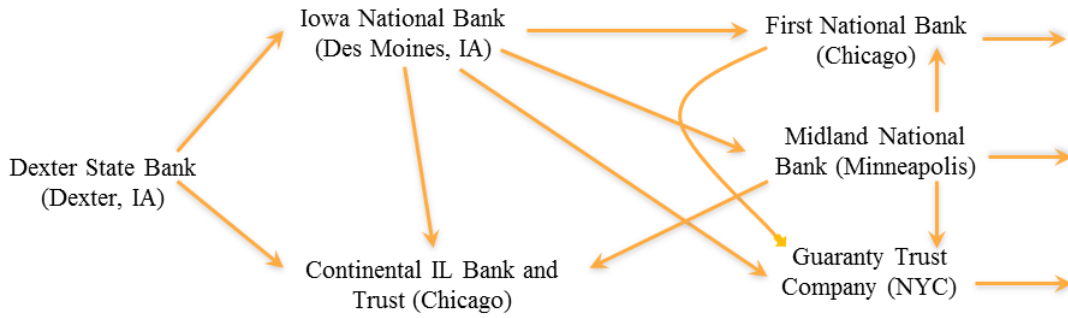 Iowa National Bank
(Des Moines, IA)
First National Bank
(Chicago)
Midland National
Bank (Minneapolis)
Dexter State Bank
(Dexter, IA)
Continental IL Bank and
Trust (Chicago)
Guaranty Trust
Company (NYC)